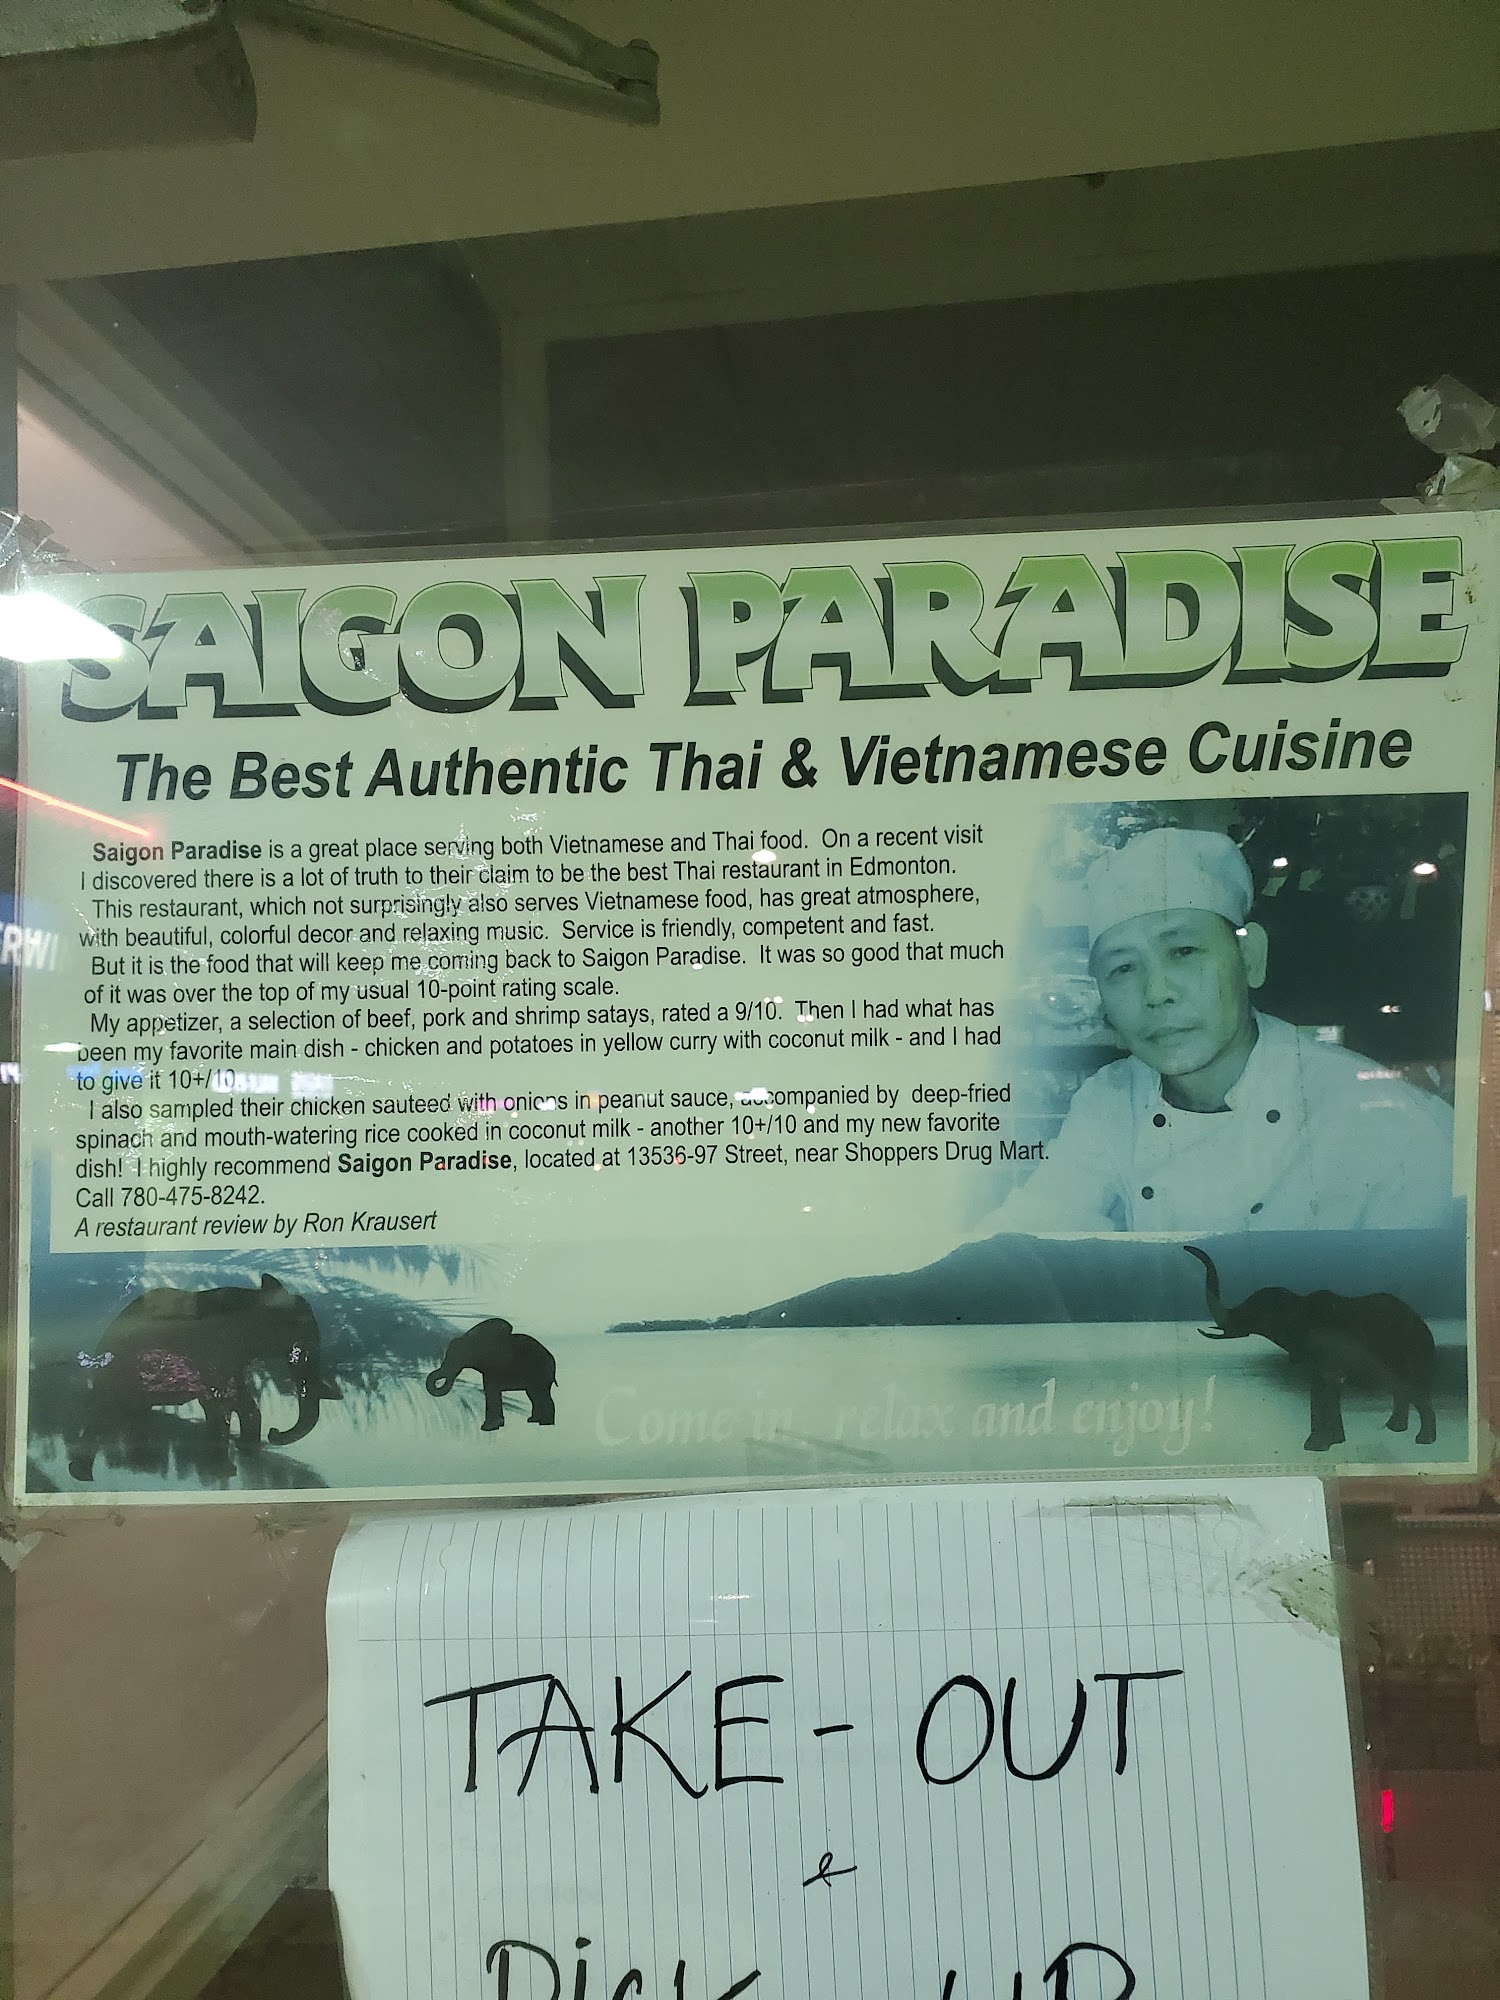 SAIGON PARADISE
The Best Authentic Thai & Vietnamese Cuisine
Saigon Paradise is a great place serving both Vietnamese and Thai food. On a recent visit
I discovered there is a lot of truth to their claim to be the best Thai restaurant in Edmonton.
This restaurant, which not surprisingly also serves Vietnamese food, has great atmosphere,
with beautiful, colorful decor and relaxing music. Service is friendly, competent and fast.
But it is the food that will keep me coming back to Saigon Paradise. It was so good that much
of it was over the top of my usual 10-point rating scale.
My appetizer, a selection of beef, pork and shrimp satays, rated a 9/10. Then I had what has
been my favorite main dish - chicken and potatoes in yellow curry with coconut milk - and I had
to give it 10+/10.
I also sampled their chicken sauteed with onions in peanut sauce, accompanied by deep-fried
spinach and mouth-watering rice cooked in coconut milk - another 10+/10 and my new favorite
dish! I highly recommend Saigon Paradise, located at 13536-97 Street, near Shoppers Drug Mart.
Call 780-475-8242.
A restaurant review by Ron Krausert
Come in, relax and enjoy!
TAKE-OUT
&
PICK UP